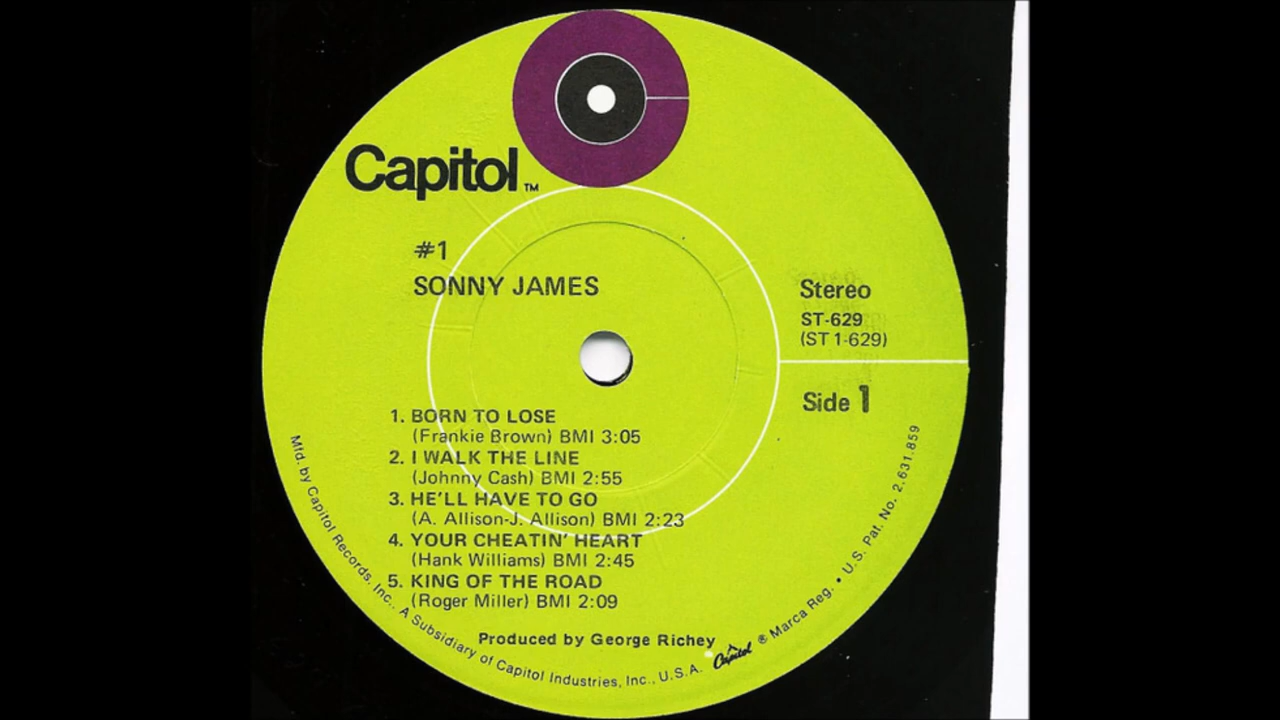 Capitol TM
#1
SONNY JAMES
Stereo
ST-629
(ST 1-629)
Side 1
1. BORN TO LOSE
(Frankie Brown) BMI 3:05
2. I WALK THE LINE
(Johnny Cash) BMI 2:55
3. HE'LL HAVE TO GO
(A. Allison-J. Allison) BMI 2:23
4. YOUR CHEATIN' HEART
(Hank Williams) BMI 2:45
5. KING OF THE ROAD
(Roger Miller) BMI 2:09
Produced by George Richey
Mfd. by Capitol Records, Inc., A Subsidiary of Capitol Industries, Inc., U.S.A. Capitol ® Marca Reg. • U.S. Pat. No. 2,631,859